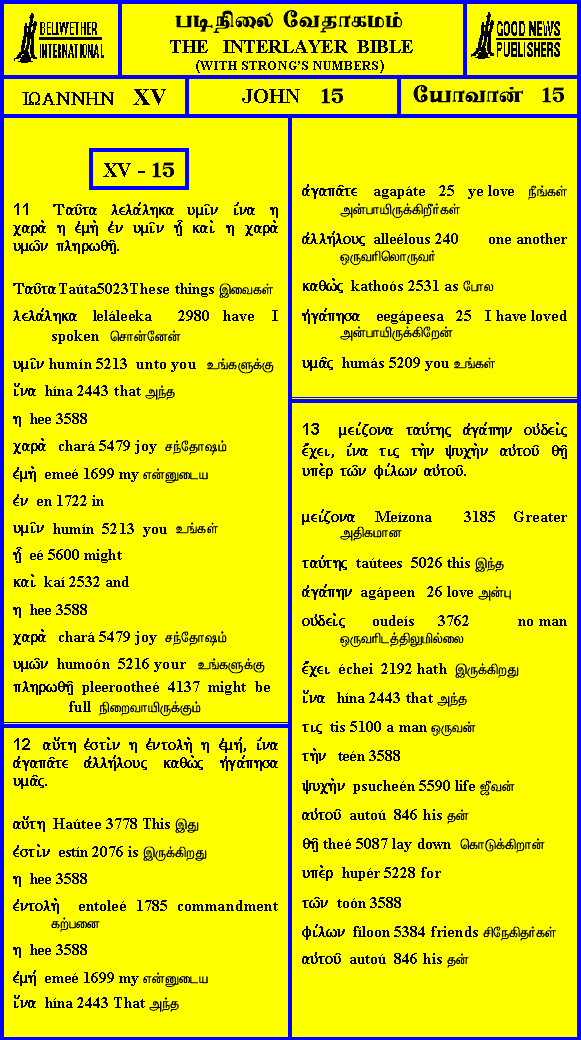 BELLWETHER
INTERNATIONAL
படிநிலை வேதாகமம்
THE INTERLAYER BIBLE
(WITH STRONG'S NUMBERS)
GOOD NEWS
PUBLISHERS
ΙΩΑΝΝΗΝ XV
JOHN 15
யோவான் 15
XV - 15
11 Ταῦτα λελάληκα υμῖν ίνα η
χαρὰ η ἐμὴ ἐν υμῖν ᾖ καὶ η χαρὰ
υμῶν πληρωθῇ.
Ταῦτα Taúta5023These things இவைகள்
λελάληκα leláleeka 2980 have I
spoken சொன்னேன்
υμῖν humín 5213 unto you உங்களுக்கு
ἵνα hína 2443 that அந்த
η hee 3588
χαρὰ chará 5479 joy சந்தோஷம்
ἐμὴ emeé 1699 my என்னுடைய
ἐν en 1722 in
υμῖν humín 5213 you உங்கள்
ᾖ eé 5600 might
καὶ kaí 2532 and
η hee 3588
χαρὰ chará 5479 joy சந்தோஷம்
υμῶν humoón 5216 your உங்களுக்கு
πληρωθῇ pleerootheé 4137 might be
full நிறைவாயிருக்கும்
12 αὕτη ἐστὶν η ἐντολὴ η ἐμή, ίνα
ἀγαπᾶτε ἀλλήλους καθὼς ἠγάπησα
υμᾶς.
αὕτη Haútee 3778 This இது
ἐστὶν estín 2076 is இருக்கிறது
η hee 3588
ἐντολὴ entoleé 1785 commandment
கற்பனை
η hee 3588
ἐμή emeé 1699 my என்னுடைய
ἵνα hína 2443 That அந்த
ἀγαπᾶτε agapáte 25 ye love நீங்கள்
அன்பாயிருக்கிறீர்கள்
ἀλλήλους alleélous 240 one another
ஒருவரிலொருவர்
καθὼς kathoós 2531 as போல
ἠγάπησα eegápeesa 25 I have loved
அன்பாயிருக்கிறேன்
υμᾶς humás 5209 you உங்கள்
13 μείζονα ταύτης ἀγάπην οὐδεὶς
ἔχει, ίνα τις τὴν ψυχὴν αὐτοῦ θῇ
υπὲρ τῶν φίλων αὐτοῦ.
μείζονα Meízona 3185 Greater
அதிகமான
ταύτης taútees 5026 this இந்த
ἀγάπην agápeen 26 love அன்பு
οὐδεὶς oudeís 3762 no man
ஒருவரிடத்திலுமில்லை
ἔχει échei 2192 hath இருக்கிறது
ἵνα hína 2443 that அந்த
τις tis 5100 a man ஒருவன்
τὴν teén 3588
ψυχὴν psucheén 5590 life ஜீவன்
αὐτοῦ autoú 846 his தன்
θῇ theé 5087 lay down கொடுக்கிறான்
υπὲρ hupér 5228 for
τῶν toón 3588
φίλων fíloon 5384 friends சிநேகிதர்கள்
αὐτοῦ autoú 846 his தன்